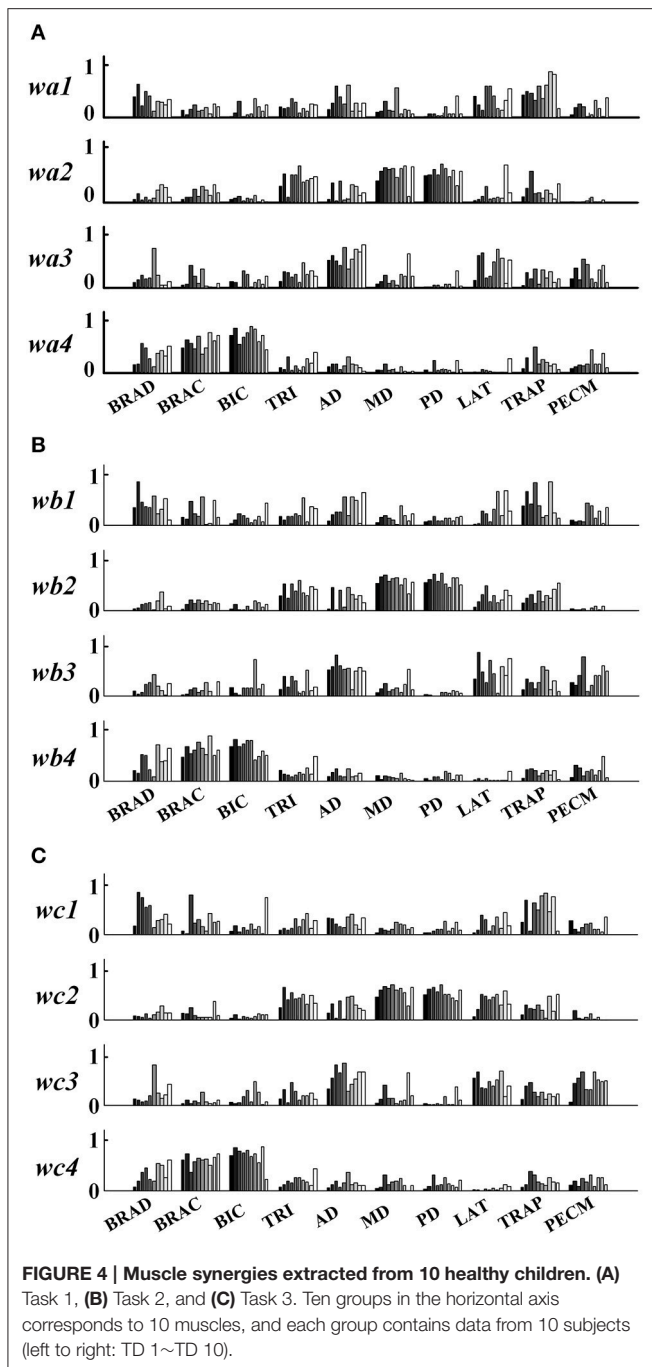 A
wa1
1
0
wa2
1
0
wa3
1
0
wa4
1
0
BRAD BRAC BIC TRI AD MD PD LAT TRAP PECM
B
wb1
1
0
wb2
1
0
wb3
1
0
wb4
1
0
BRAD BRAC BIC TRI AD MD PD LAT TRAP PECM
C
wc1
1
0
wc2
1
0
wc3
1
0
wc4
1
0
BRAD BRAC BIC TRI AD MD PD LAT TRAP PECM
FIGURE 4 | Muscle synergies extracted from 10 healthy children. (A)
Task 1, (B) Task 2, and (C) Task 3. Ten groups in the horizontal axis
corresponds to 10 muscles, and each group contains data from 10 subjects
(left to right: TD 1~TD 10).